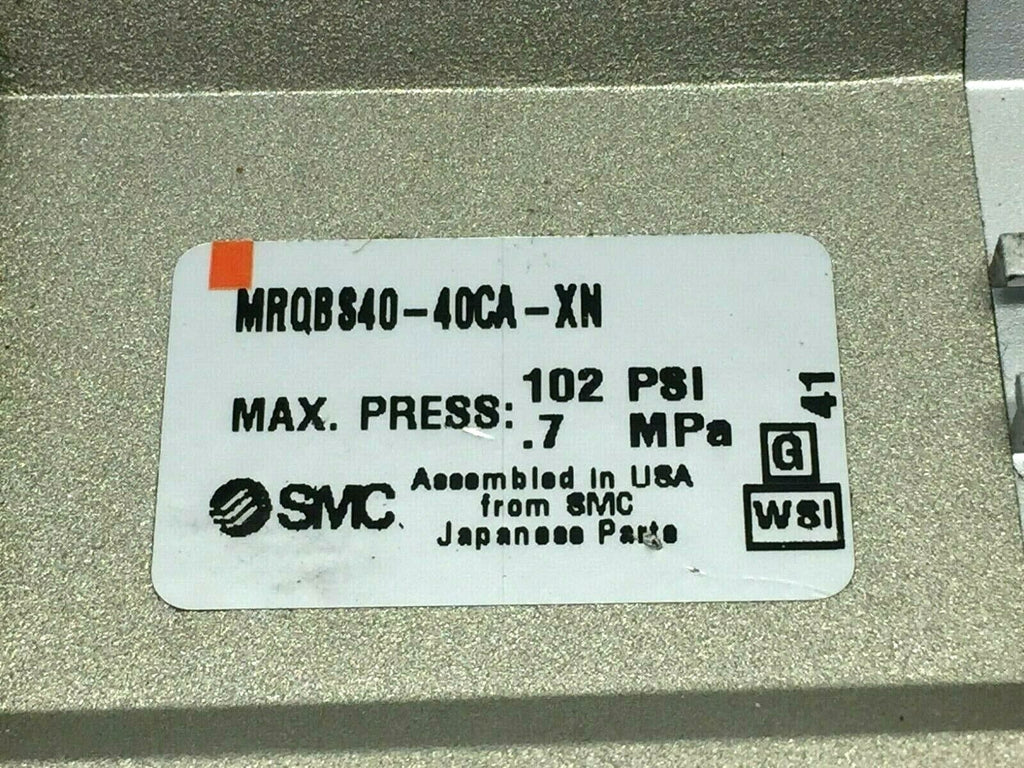 MRQBS40-40CA-XN
MAX. PRESS: 102 PSI
.7 MPa
SMC
Assembled in USA
from SMC
Japanese Parts
41
G
WSI